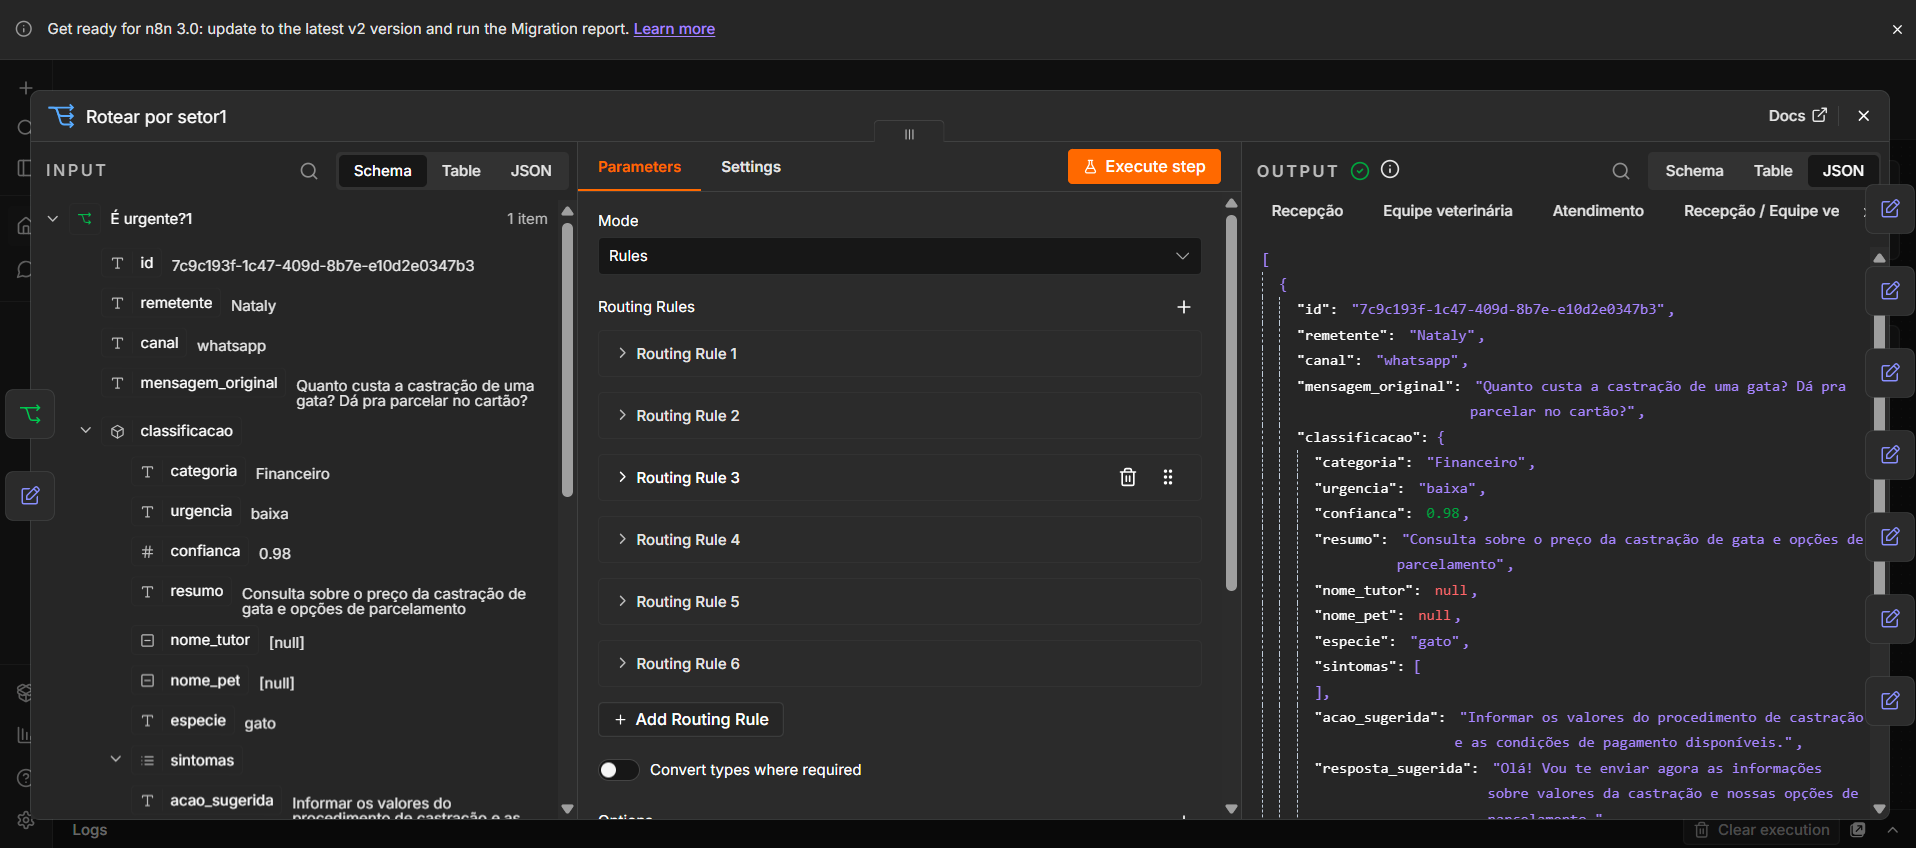 Get ready for n8n 3.0: update to the latest v2 version and run the Migration report. Learn more
Rotear por setor1
Docs
INPUT
Schema
Table
JSON
É urgente?1
1 item
id
7c9c193f-1c47-409d-8b7e-e10d2e0347b3
remetente
Nataly
canal
whatsapp
mensagem_original
Quanto custa a castração de uma
gata? Dá pra parcelar no cartão?
classificacao
categoria
Financeiro
urgencia
baixa
confianca
0.98
resumo
Consulta sobre o preço da castração de
gata e opções de parcelamento
nome_tutor
[null]
nome_pet
[null]
especie
gato
sintomas
acao_sugerida
Informar os valores do
procedimento de castração e as
Parameters
Settings
Execute step
Mode
Rules
Routing Rules
Routing Rule 1
Routing Rule 2
Routing Rule 3
Routing Rule 4
Routing Rule 5
Routing Rule 6
+ Add Routing Rule
Convert types where required
Options
OUTPUT
Schema
Table
JSON
Recepção
Equipe veterinária
Atendimento
Recepção / Equipe ve
[
{
"id": "7c9c193f-1c47-409d-8b7e-e10d2e0347b3",
"remetente": "Nataly",
"canal": "whatsapp",
"mensagem_original": "Quanto custa a castração de uma gata? Dá pra
parcelar no cartão?",
"classificacao": {
"categoria": "Financeiro",
"urgencia": "baixa",
"confianca": 0.98,
"resumo": "Consulta sobre o preço da castração de gata e opções de
parcelamento",
"nome_tutor": null,
"nome_pet": null,
"especie": "gato",
"sintomas": [
],
"acao_sugerida": "Informar os valores do procedimento de castração
e as condições de pagamento disponíveis.",
"resposta_sugerida": "Olá! Vou te enviar agora as informações
sobre valores da castração e nossas opções de
parcelamento."
Logs
Clear execution